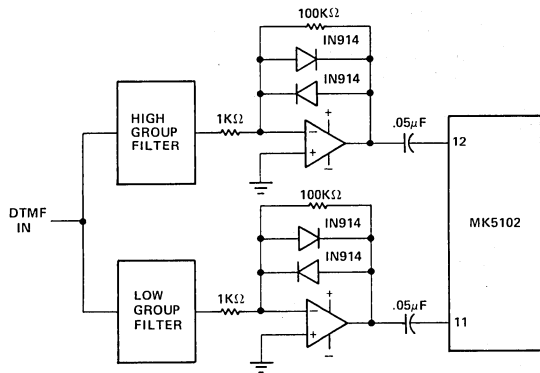 100KΩ
IN914
IN914
HIGH
GROUP
FILTER
1KΩ
−
+
+
−
.05μF
12
DTMF
IN
MK5102
100KΩ
IN914
IN914
LOW
GROUP
FILTER
1KΩ
−
+
+
−
.05μF
11